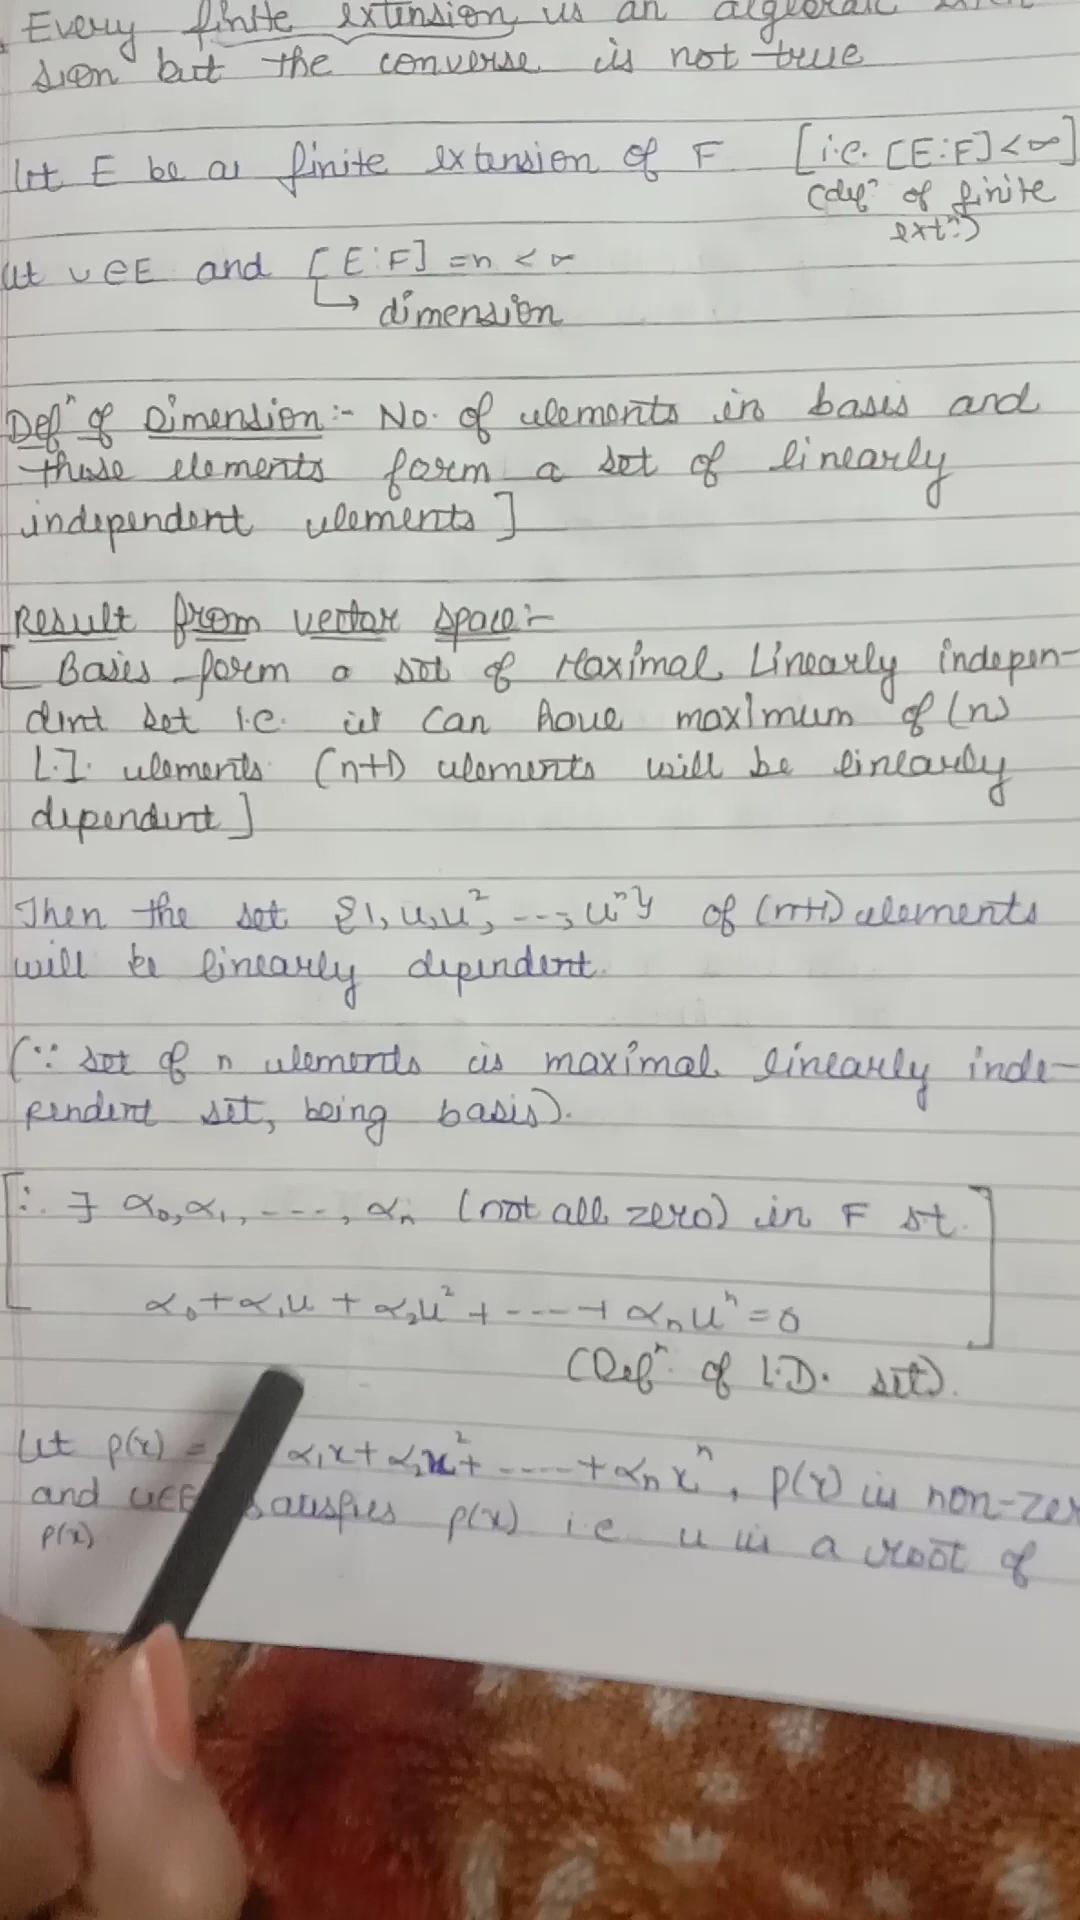 Every finite extension is an algebraic exten
sion but the converse is not true
Let E be a finite extension of F [i.e. [E:F]<∞]
(defⁿ of finite
extⁿ)
Let u∈E and [E:F]=n<∞
↳ dimension
Defⁿ of Dimension:- No. of elements in basis and
those elements form a set of linearly
independent elements]
Result from vector space:-
[Basis form a set of Maximal Linearly indepen-
dent set i.e. it can have maximum of (n)
L.I. elements (n+1) elements will be linearly
dependent]
Then the set {1, u, u², ---, uⁿ} of (n+1) elements
will be linearly dependent.
(∵ set of n elements is maximal linearly inde-
pendent set, being basis).
[∴ ∃ α₀, α₁, ----, αₙ (not all zero) in F st.
α₀+α₁u+α₂u²+----+αₙuⁿ=0]
(Defⁿ. of L.D. set).
Let p(x) = α₁x+α₂x²+ .....+αₙxⁿ, p(x) is non-zer
and u∈E satisfies p(x) i.e u is a root of
p(x)